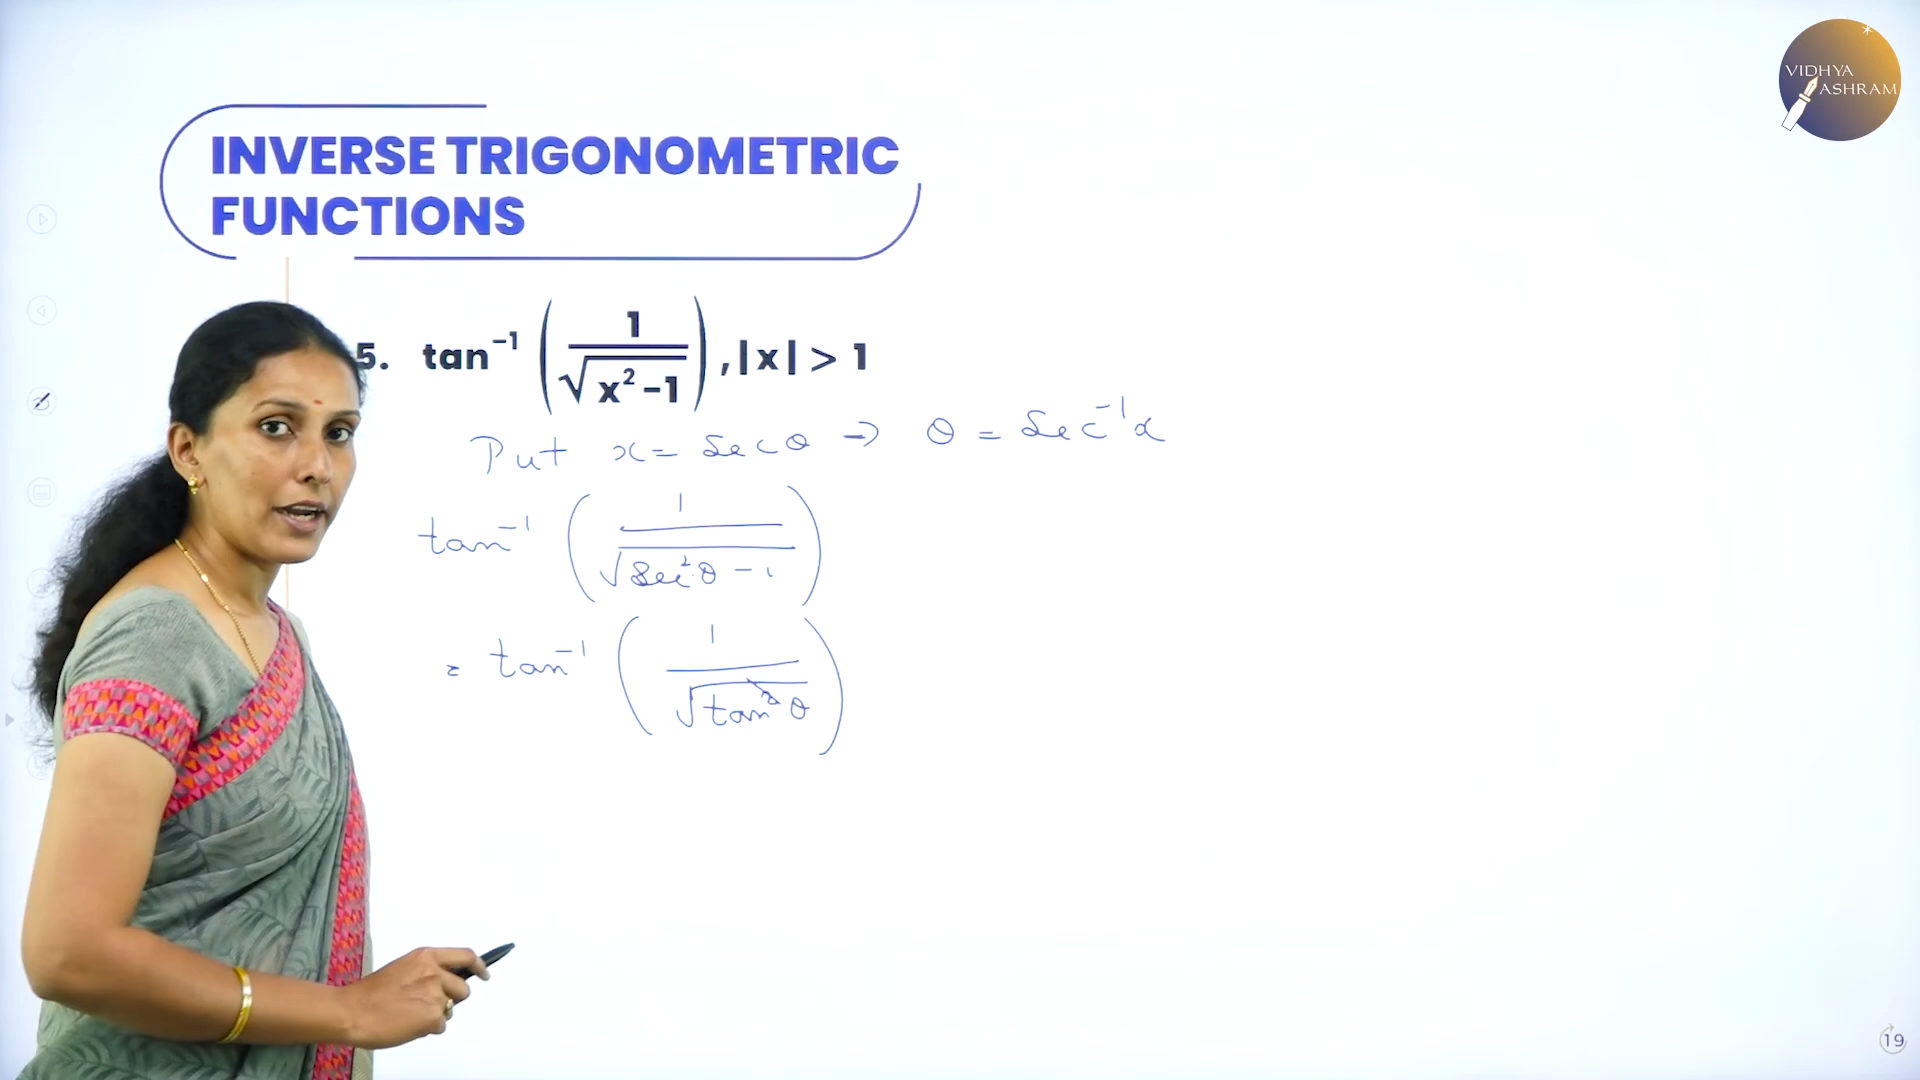 VIDHYA
ASHRAM
INVERSE TRIGONOMETRIC
FUNCTIONS
5. tan⁻¹ (1/√(x²−1)), |x| > 1
Put x = sec θ → θ = sec⁻¹x
tan⁻¹ (1/√(sec²θ − 1))
= tan⁻¹ (1/√(tan²θ))
19